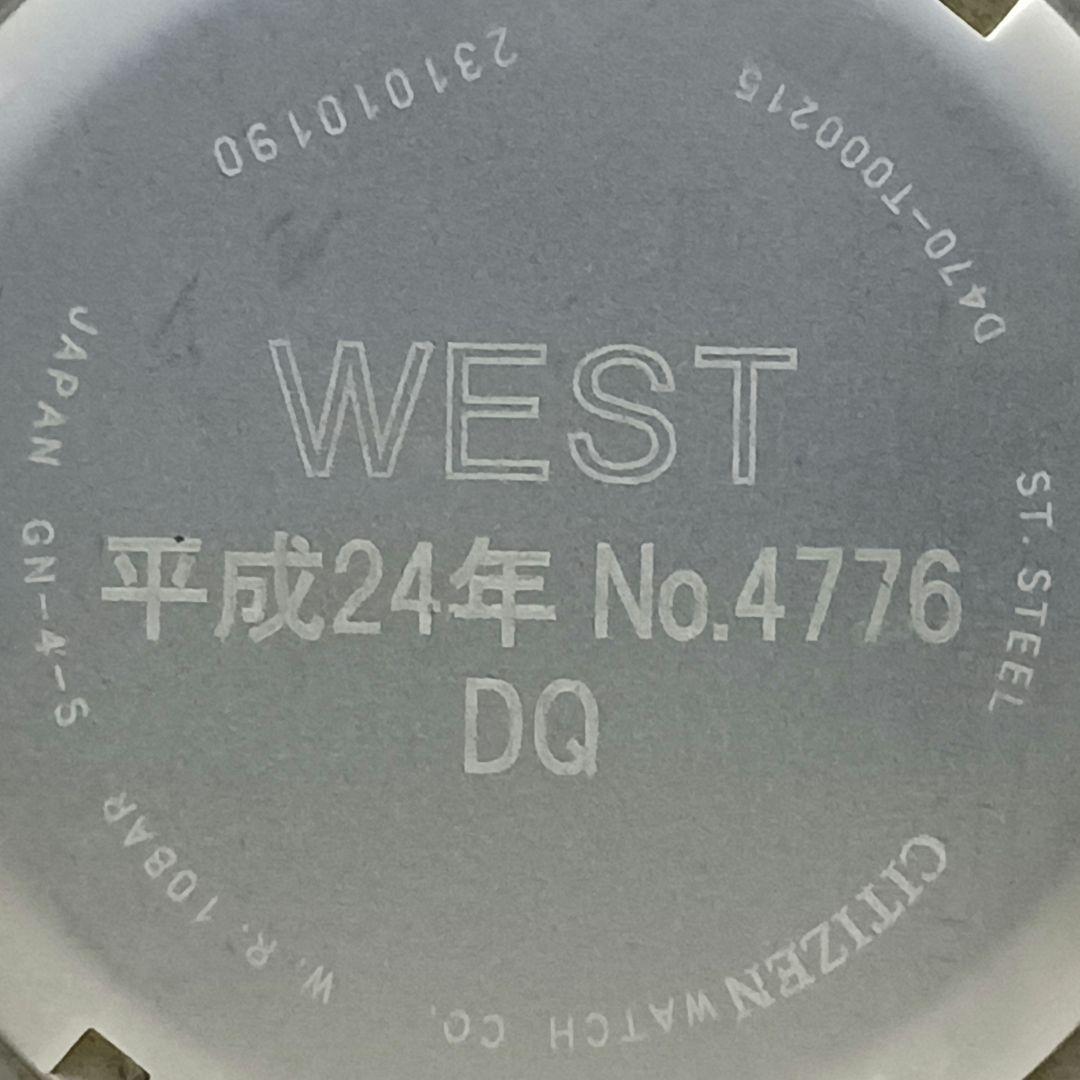 WEST
平成24年 No.4776
DQ
CITIZEN WATCH CO.
W.R.10BAR
JAPAN GN-4-S
231010190
D470-T000215
ST.STEEL